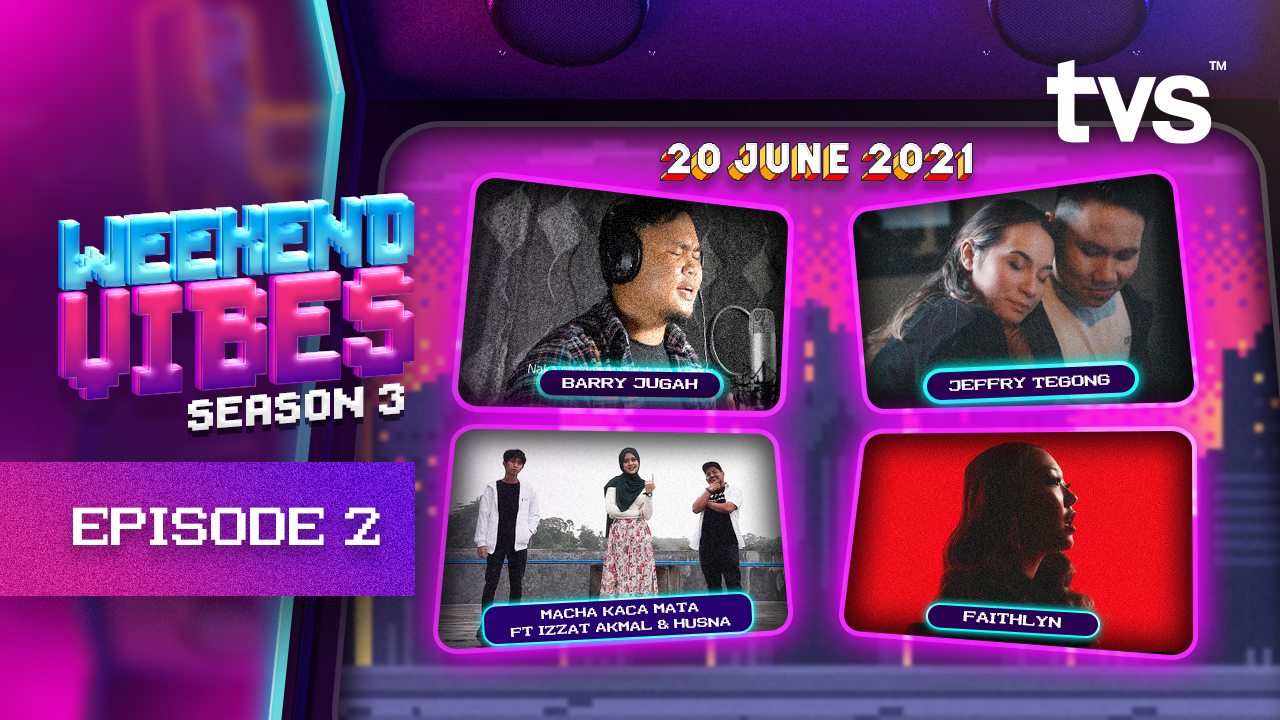 tvs™
20 JUNE 2021
WEEKEND
VIBES
SEASON 3
EPISODE 2
BARRY JUGAH
JEFFRY TEGONG
MACHA KACA MATA
FT IZZAT AKMAL & HUSNA
FAITHLYN